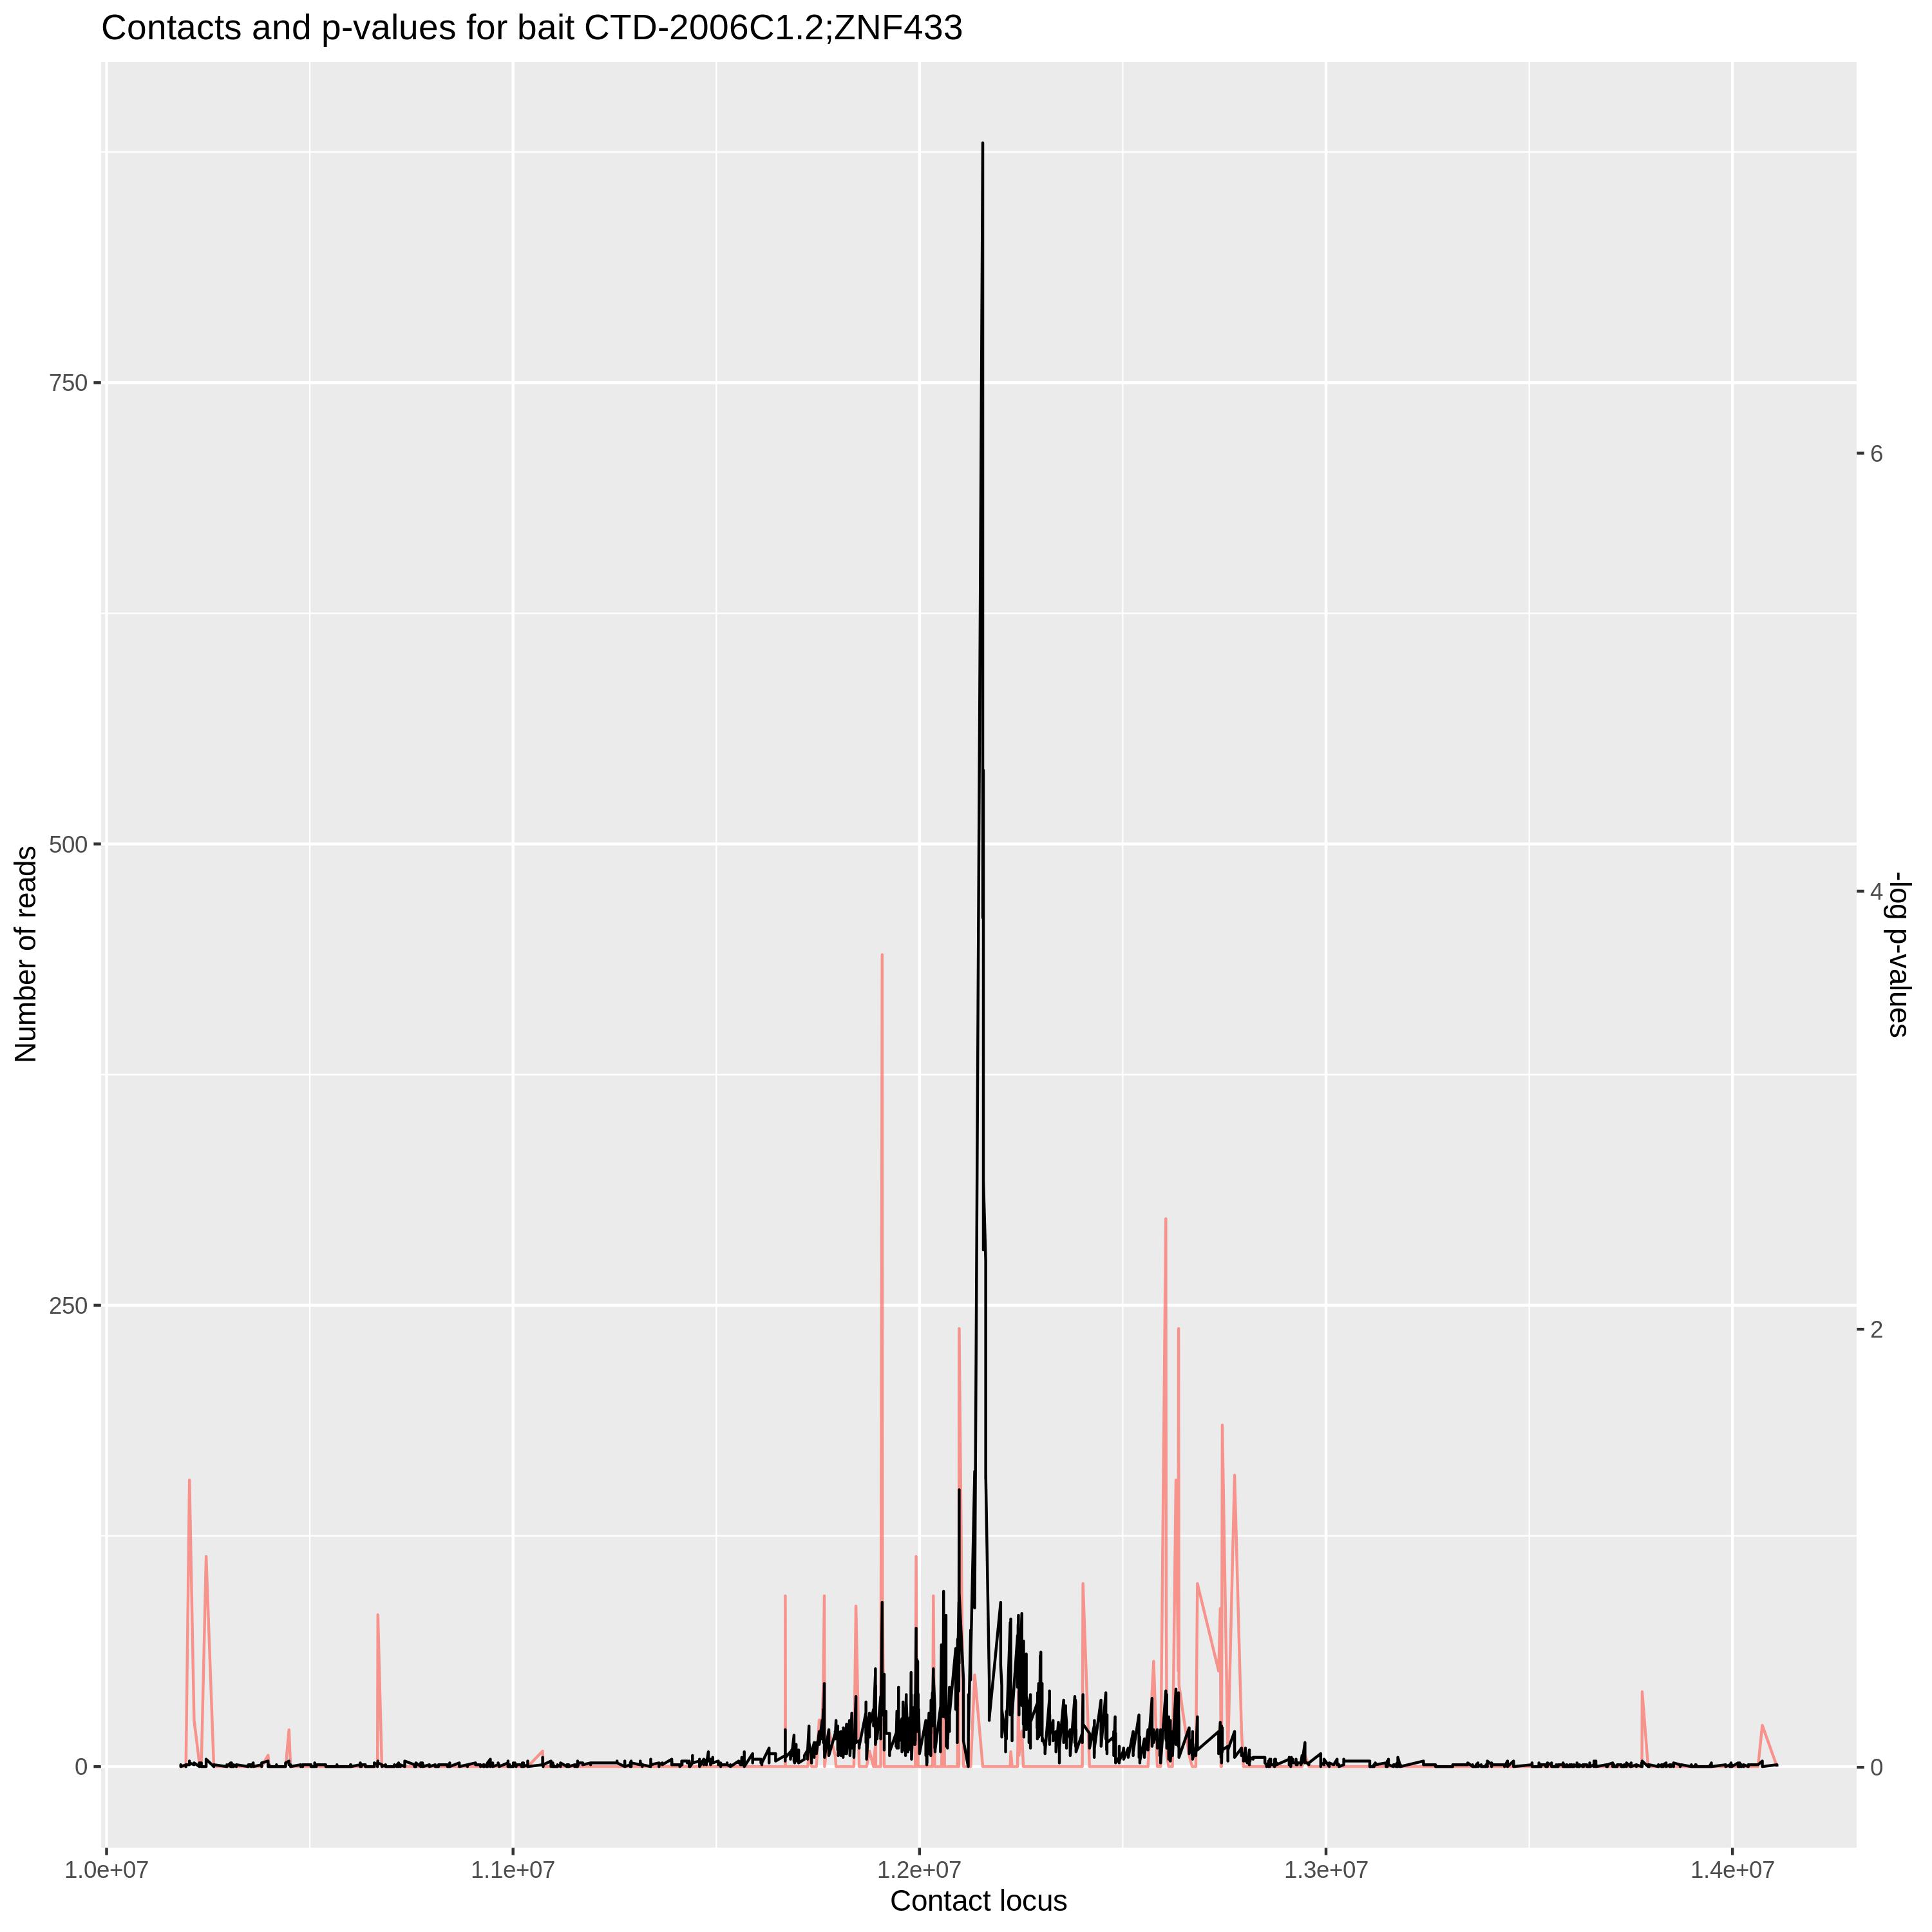 Contacts and p-values for bait CTD-2006C1.2;ZNF433
750
500
250
0
Number of reads
6
4
2
0
-log p-values
1.0e+07
1.1e+07
1.2e+07
1.3e+07
1.4e+07
Contact locus